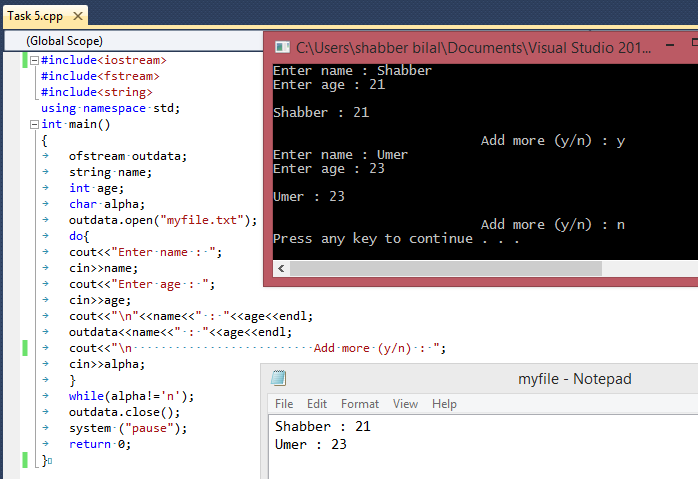 Task 5.cpp
(Global Scope)
#include<iostream>
#include<fstream>
#include<string>
using namespace std;
int main()
{
ofstream outdata;
string name;
int age;
char alpha;
outdata.open("myfile.txt");
do{
cout<<"Enter name : ";
cin>>name;
cout<<"Enter age : ";
cin>>age;
cout<<"\n"<<name<<" : "<<age<<endl;
outdata<<name<<" : "<<age<<endl;
cout<<"\n                         Add more (y/n) : ";
cin>>alpha;
}
while(alpha!='n');
outdata.close();
system ("pause");
return 0;
}
C:\Users\shabber bilal\Documents\Visual Studio 201...
Enter name : Shabber
Enter age : 21
Shabber : 21
Add more (y/n) : y
Enter name : Umer
Enter age : 23
Umer : 23
Add more (y/n) : n
Press any key to continue . . .
myfile - Notepad
File Edit Format View Help
Shabber : 21
Umer : 23